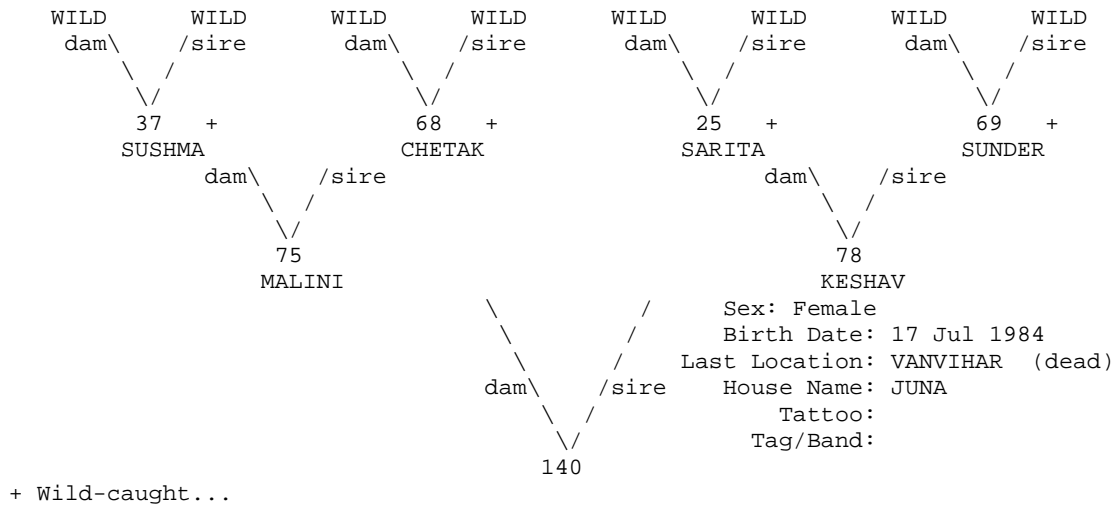 WILD WILD WILD WILD WILD WILD WILD WILD
dam\ /sire dam\ /sire dam\ /sire dam\ /sire
\ / \ / \ / \ /
\/ \/ \/ \/
37 + 68 + 25 + 69 +
SUSHMA CHETAK SARITA SUNDER
dam\ /sire dam\ /sire
\ / \ /
\/ \/
75 78
MALINI KESHAV
\ / Sex: Female
\ / Birth Date: 17 Jul 1984
\ / Last Location: VANVIHAR (dead)
dam\ /sire House Name: JUNA
\ / Tattoo:
\/ Tag/Band:
140
+ Wild-caught...